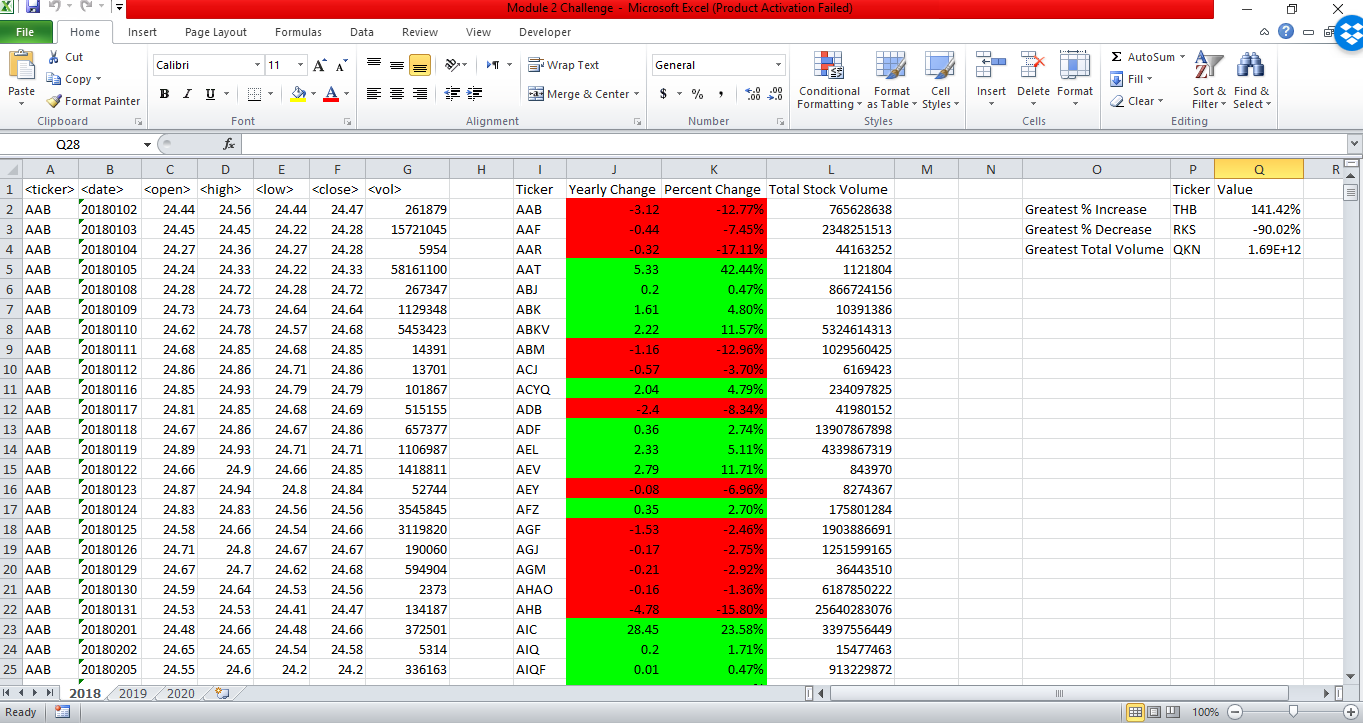 Module 2 Challenge - Microsoft Excel (Product Activation Failed)
File Home Insert Page Layout Formulas Data Review View Developer
Cut Calibri 11 Wrap Text General AutoSum
Copy Fill
Paste Format Painter B I U Merge & Center $ % , Conditional Formatting Format as Table Cell Styles Insert Delete Format Clear Sort & Filter Find & Select
Clipboard Font Alignment Number Styles Cells Editing
Q28 fx
A B C D E F G H I J K L M N O P Q R
1 <ticker> <date> <open> <high> <low> <close> <vol> Ticker Yearly Change Percent Change Total Stock Volume Ticker Value
2 AAB 20180102 24.44 24.56 24.44 24.47 261879 AAB -3.12 -12.77% 765628638 Greatest % Increase THB 141.42%
3 AAB 20180103 24.45 24.45 24.22 24.28 15721045 AAF -0.44 -7.45% 2348251513 Greatest % Decrease RKS -90.02%
4 AAB 20180104 24.27 24.36 24.27 24.28 5954 AAR -0.32 -17.11% 44163252 Greatest Total Volume QKN 1.69E+12
5 AAB 20180105 24.24 24.33 24.22 24.33 58161100 AAT 5.33 42.44% 1121804
6 AAB 20180108 24.28 24.72 24.28 24.72 267347 ABJ 0.2 0.47% 866724156
7 AAB 20180109 24.73 24.73 24.64 24.64 1129348 ABK 1.61 4.80% 10391386
8 AAB 20180110 24.62 24.78 24.57 24.68 5453423 ABKV 2.22 11.57% 5324614313
9 AAB 20180111 24.68 24.85 24.68 24.85 14391 ABM -1.16 -12.96% 1029560425
10 AAB 20180112 24.86 24.86 24.71 24.86 13701 ACJ -0.57 -3.70% 6169423
11 AAB 20180116 24.85 24.93 24.79 24.79 101867 ACYQ 2.04 4.79% 234097825
12 AAB 20180117 24.81 24.85 24.68 24.69 515155 ADB -2.4 -8.34% 41980152
13 AAB 20180118 24.67 24.86 24.67 24.86 657377 ADF 0.36 2.74% 13907867898
14 AAB 20180119 24.89 24.93 24.71 24.71 1106987 AEL 2.33 5.11% 4339867319
15 AAB 20180122 24.66 24.9 24.66 24.85 1418811 AEV 2.79 11.71% 843970
16 AAB 20180123 24.87 24.94 24.8 24.84 52744 AEY -0.08 -6.96% 8274367
17 AAB 20180124 24.83 24.83 24.56 24.56 3545845 AFZ 0.35 2.70% 175801284
18 AAB 20180125 24.58 24.66 24.54 24.66 3119820 AGF -1.53 -2.46% 1903886691
19 AAB 20180126 24.71 24.8 24.67 24.67 190060 AGJ -0.17 -2.75% 1251599165
20 AAB 20180129 24.67 24.7 24.62 24.68 594904 AGM -0.21 -2.92% 36443510
21 AAB 20180130 24.59 24.64 24.53 24.56 2373 AHAO -0.16 -1.36% 6187850222
22 AAB 20180131 24.53 24.53 24.41 24.47 134187 AHB -4.78 -15.80% 25640283076
23 AAB 20180201 24.48 24.66 24.48 24.66 372501 AIC 28.45 23.58% 3397556449
24 AAB 20180202 24.65 24.65 24.54 24.58 5314 AIQ 0.2 1.71% 15477463
25 AAB 20180205 24.55 24.6 24.2 24.2 336163 AIQF 0.01 0.47% 913229872
2018 2019 2020
Ready 100%